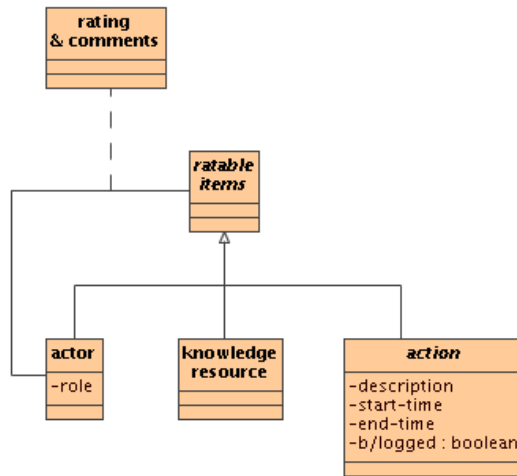 rating
& comments
ratable
items
actor
-role
knowledge
resource
action
-description
-start-time
-end-time
-b/logged : boolean